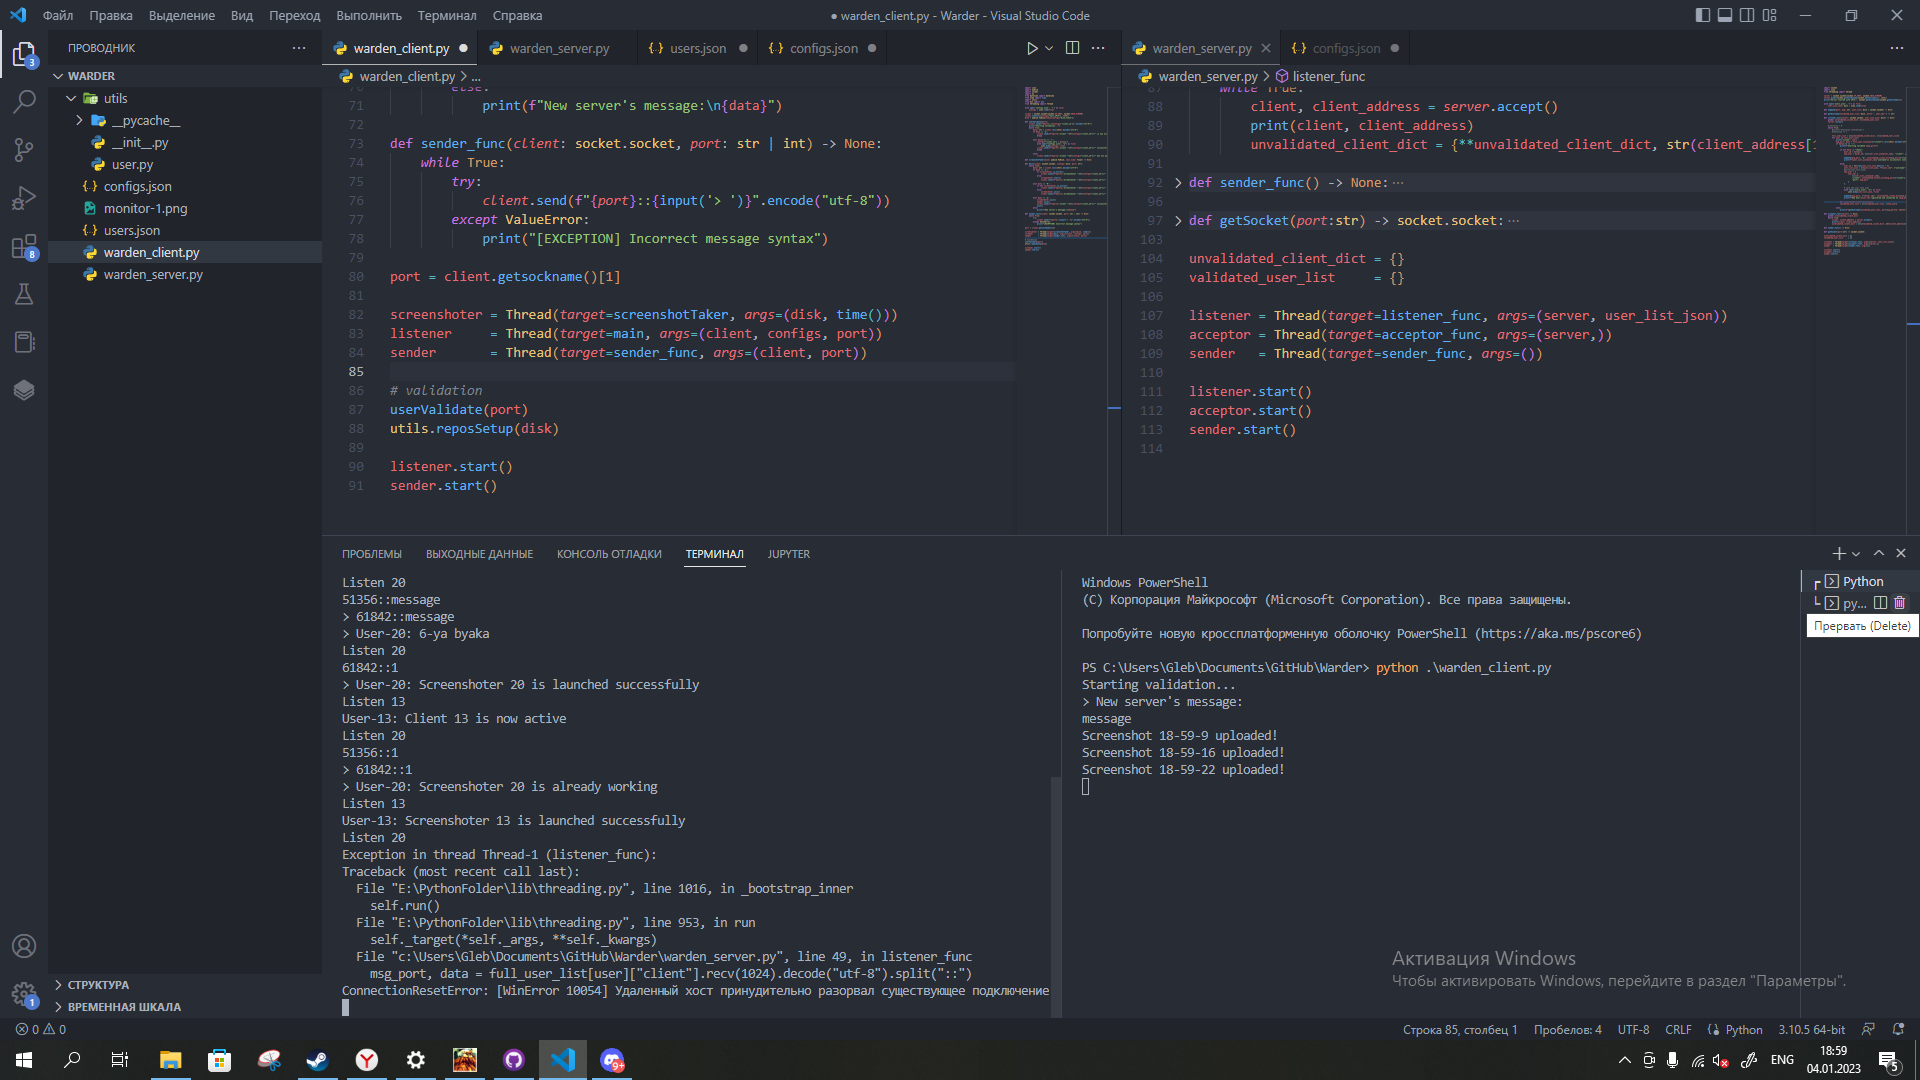 Файл Правка Выделение Вид Переход Выполнить Терминал Справка
● warden_client.py - Warder - Visual Studio Code
ПРОВОДНИК
WARDER
utils
__pycache__
__init__.py
user.py
configs.json
monitor-1.png
users.json
warden_client.py
warden_server.py
СТРУКТУРА
ВРЕМЕННАЯ ШКАЛА
3
8
1
warden_client.py warden_server.py users.json configs.json
warden_client.py > ...
else:
71 print(f"New server's message:\n{data}")
72
73 def sender_func(client: socket.socket, port: str | int) -> None:
74 while True:
75 try:
76 client.send(f"{port}::{input('> ')}".encode("utf-8"))
77 except ValueError:
78 print("[EXCEPTION] Incorrect message syntax")
79
80 port = client.getsockname()[1]
81
82 screenshoter = Thread(target=screenshotTaker, args=(disk, time()))
83 listener = Thread(target=main, args=(client, configs, port))
84 sender = Thread(target=sender_func, args=(client, port))
85
86 # validation
87 userValidate(port)
88 utils.reposSetup(disk)
89
90 listener.start()
91 sender.start()
warden_server.py configs.json
warden_server.py > listener_func
87 while True:
88 client, client_address = server.accept()
89 print(client, client_address)
90 unvalidated_client_dict = {**unvalidated_client_dict, str(client_address[1
91
92 def sender_func() -> None:···
96
97 def getSocket(port:str) -> socket.socket:···
103
104 unvalidated_client_dict = {}
105 validated_user_list = {}
106
107 listener = Thread(target=listener_func, args=(server, user_list_json))
108 acceptor = Thread(target=acceptor_func, args=(server,))
109 sender = Thread(target=sender_func, args=())
110
111 listener.start()
112 acceptor.start()
113 sender.start()
114
ПРОБЛЕМЫ ВЫХОДНЫЕ ДАННЫЕ КОНСОЛЬ ОТЛАДКИ ТЕРМИНАЛ JUPYTER
Listen 20
51356::message
> 61842::message
> User-20: 6-ya byaka
Listen 20
61842::1
> User-20: Screenshoter 20 is launched successfully
Listen 13
User-13: Client 13 is now active
Listen 20
51356::1
> 61842::1
> User-20: Screenshoter 20 is already working
Listen 13
User-13: Screenshoter 13 is launched successfully
Listen 20
Exception in thread Thread-1 (listener_func):
Traceback (most recent call last):
File "E:\PythonFolder\lib\threading.py", line 1016, in _bootstrap_inner
self.run()
File "E:\PythonFolder\lib\threading.py", line 953, in run
self._target(*self._args, **self._kwargs)
File "c:\Users\Gleb\Documents\GitHub\Warder\warden_server.py", line 49, in listener_func
msg_port, data = full_user_list[user]["client"].recv(1024).decode("utf-8").split("::")
ConnectionResetError: [WinError 10054] Удаленный хост принудительно разорвал существующее подключение
Windows PowerShell
(C) Корпорация Майкрософт (Microsoft Corporation). Все права защищены.
Попробуйте новую кроссплатформенную оболочку PowerShell (https://aka.ms/pscore6)
PS C:\Users\Gleb\Documents\GitHub\Warder> python .\warden_client.py
Starting validation...
> New server's message:
message
Screenshot 18-59-9 uploaded!
Screenshot 18-59-16 uploaded!
Screenshot 18-59-22 uploaded!
Python
py...
Прервать (Delete)
Активация Windows
Чтобы активировать Windows, перейдите в раздел "Параметры".
0 0
Строка 85, столбец 1 Пробелов: 4 UTF-8 CRLF Python 3.10.5 64-bit
9+
ENG
18:59
04.01.2023
5